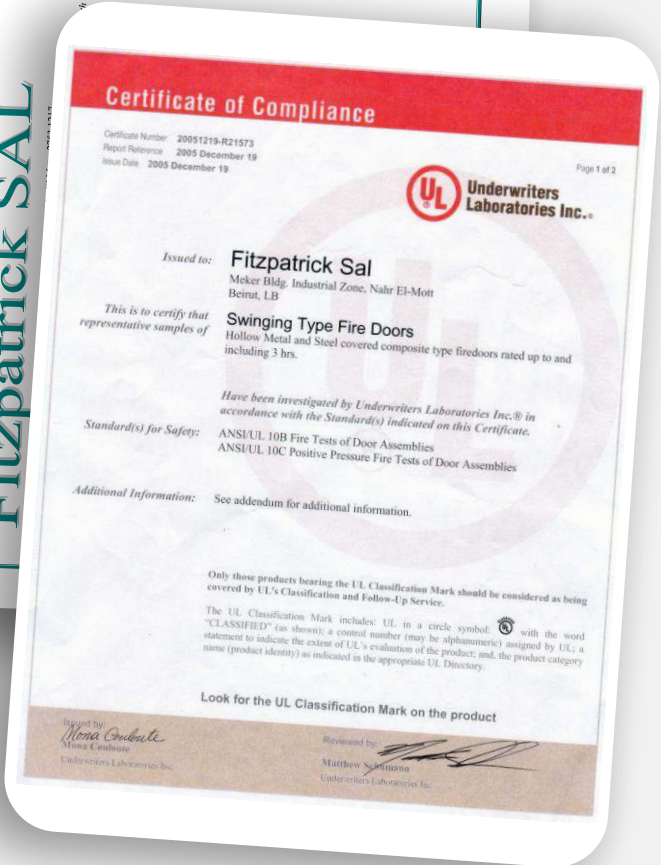 Fitzpatrick SAL
Certificate of Compliance
Certificate Number 20051219-R21573
Report Reference 2005 December 19
Issue Date 2005 December 19
Page 1 of 2
UL
®
Underwriters
Laboratories Inc.®
Issued to: Fitzpatrick Sal
Meker Bldg. Industrial Zone, Nahr El-Mott
Beirut, LB
This is to certify that
representative samples of
Swinging Type Fire Doors
Hollow Metal and Steel covered composite type firedoors rated up to and
including 3 hrs.
Have been investigated by Underwriters Laboratories Inc.® in
accordance with the Standard(s) indicated on this Certificate.
Standard(s) for Safety: ANSI/UL 10B Fire Tests of Door Assemblies
ANSI/UL 10C Positive Pressure Fire Tests of Door Assemblies
Additional Information: See addendum for additional information.
Only those products bearing the UL Classification Mark should be considered as being
covered by UL's Classification and Follow-Up Service.
The UL Classification Mark includes: UL in a circle symbol: UL with the word
"CLASSIFIED" (as shown); a control number (may be alphanumeric) assigned by UL; a
statement to indicate the extent of UL's evaluation of the product; and, the product category
name (product identity) as indicated in the appropriate UL Directory.
Look for the UL Classification Mark on the product
Issued by:
Mona Couloute
Mona Couloute
Underwriters Laboratories Inc.
Reviewed by:
Matthew Schumann
Underwriters Laboratories Inc.